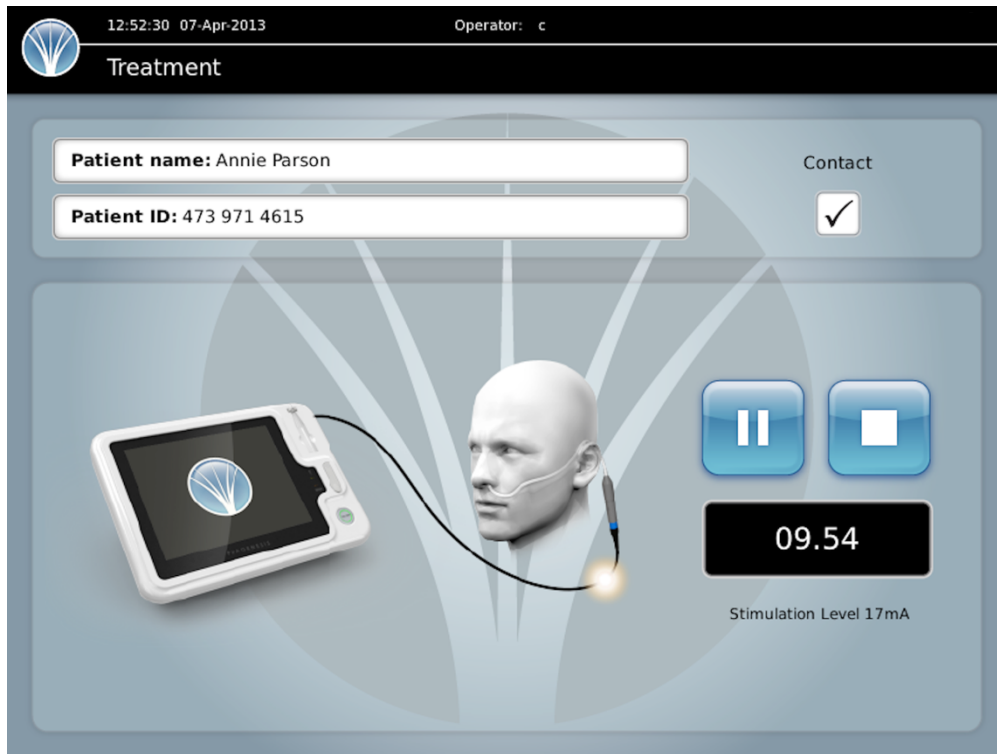 12:52:30 07-Apr-2013 Operator: c
Treatment
Patient name: Annie Parson
Contact
Patient ID: 473 971 4615
09.54
Stimulation Level 17mA